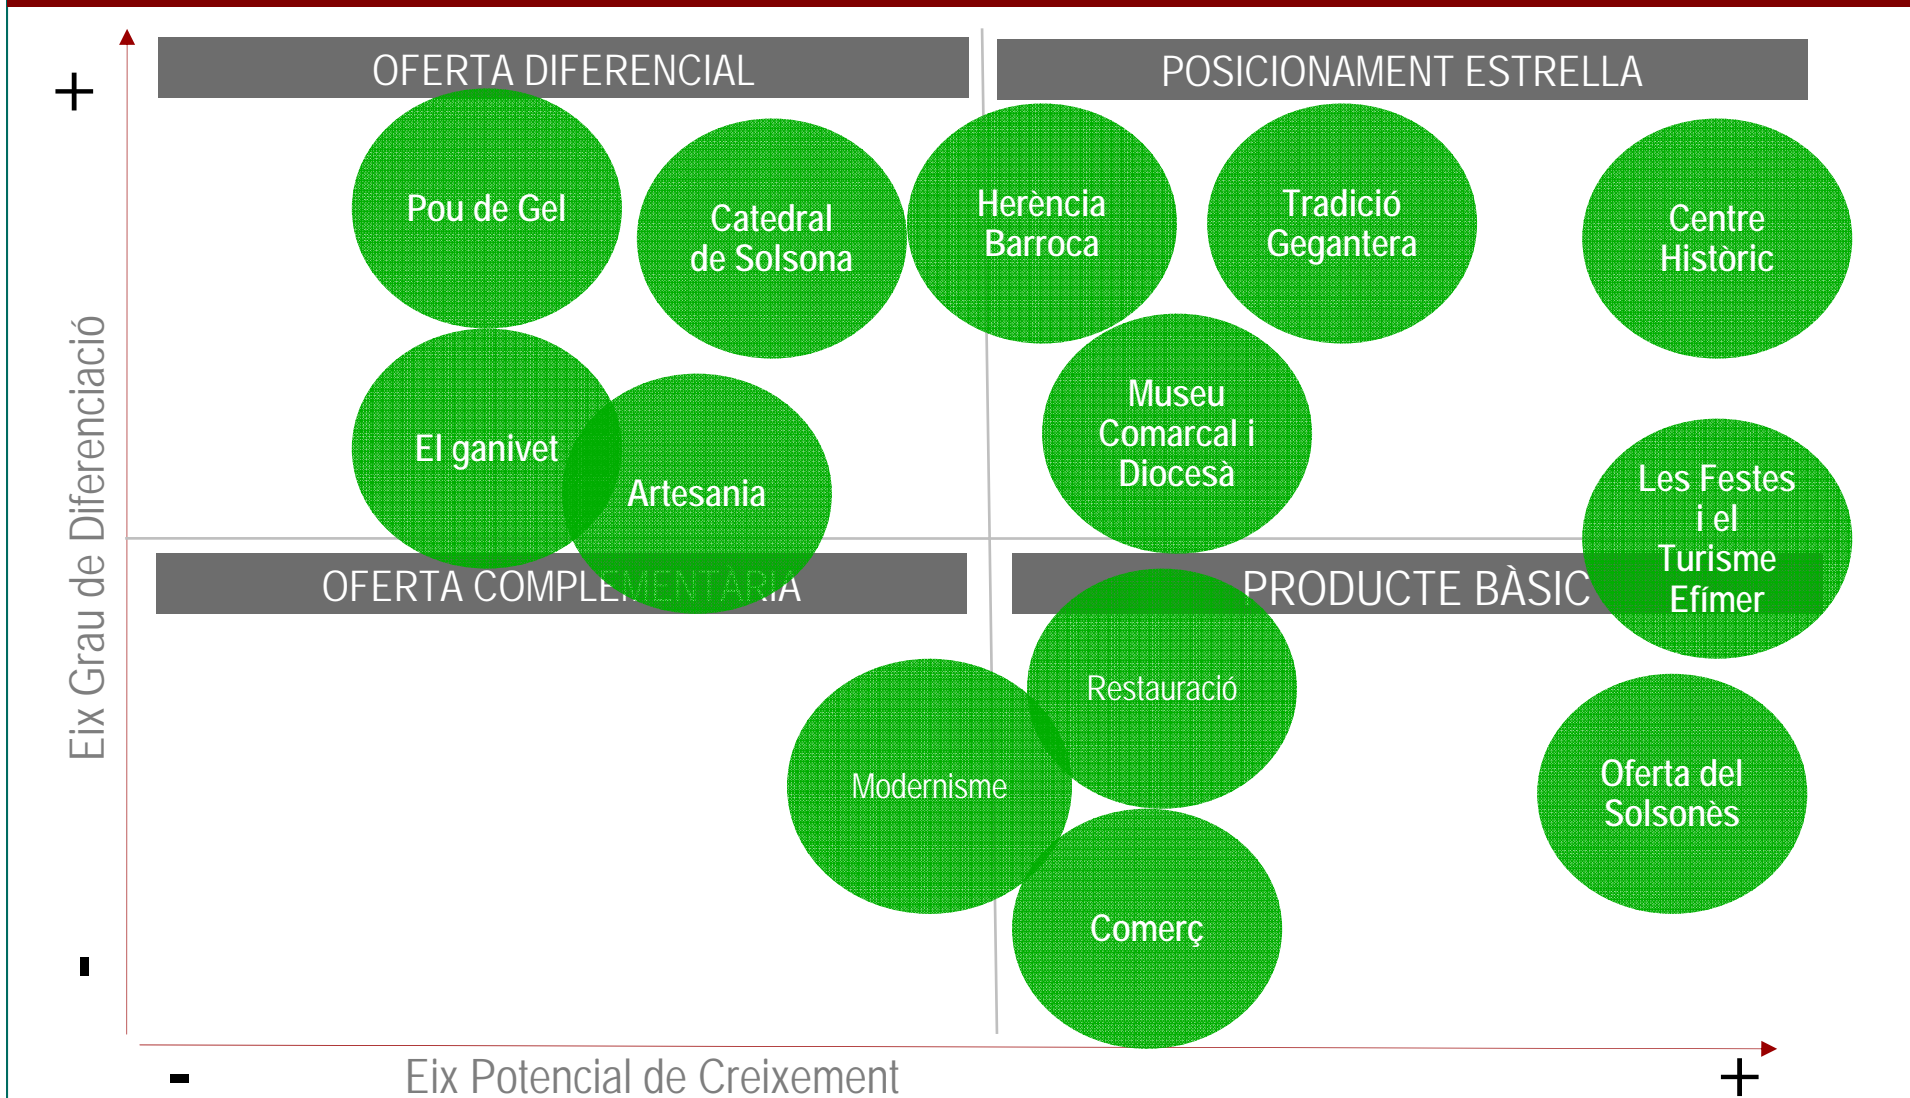 OFERTA DIFERENCIAL
POSICIONAMENT ESTRELLA
+
Pou de Gel
Catedral
de Solsona
Herència
Barroca
Tradició
Gegantera
Centre
Històric
Eix Grau de Diferenciació
El ganivet
Artesania
Museu
Comarcal i
Diocesà
Les Festes
i el
Turisme
Efímer
OFERTA COMPLEMENTÀRIA
PRODUCTE BÀSIC
Restauració
Modernisme
Oferta del
Solsonès
Comerç
-
-
Eix Potencial de Creixement
+